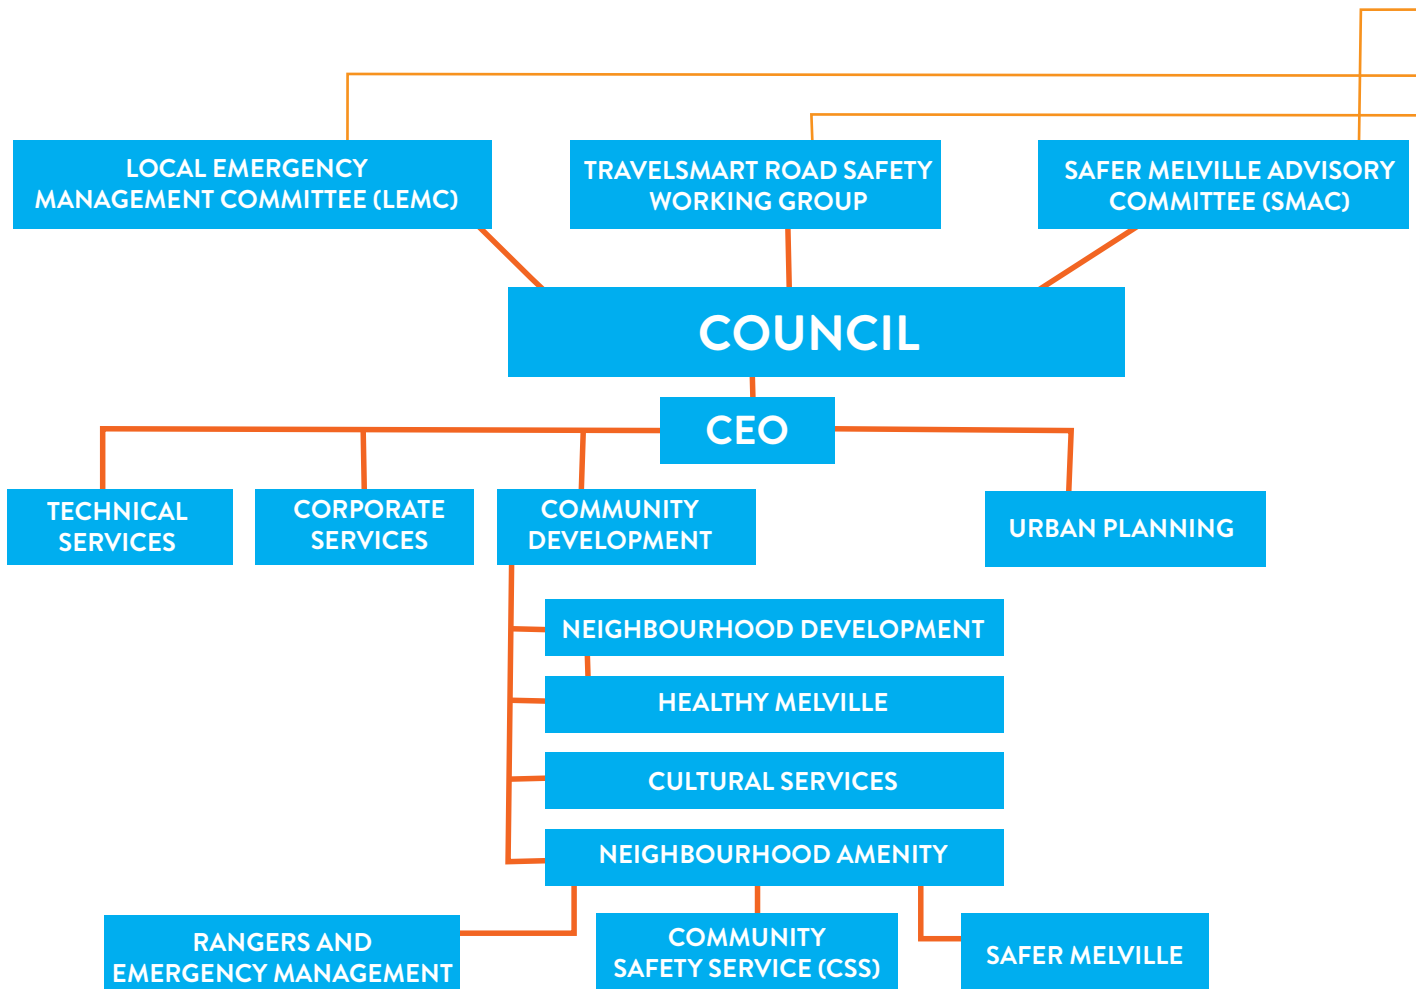 LOCAL EMERGENCY
MANAGEMENT COMMITTEE (LEMC)
TRAVELSMART ROAD SAFETY
WORKING GROUP
SAFER MELVILLE ADVISORY
COMMITTEE (SMAC)
COUNCIL
CEO
TECHNICAL
SERVICES
CORPORATE
SERVICES
COMMUNITY
DEVELOPMENT
URBAN PLANNING
NEIGHBOURHOOD DEVELOPMENT
HEALTHY MELVILLE
CULTURAL SERVICES
NEIGHBOURHOOD AMENITY
RANGERS AND
EMERGENCY MANAGEMENT
COMMUNITY
SAFETY SERVICE (CSS)
SAFER MELVILLE